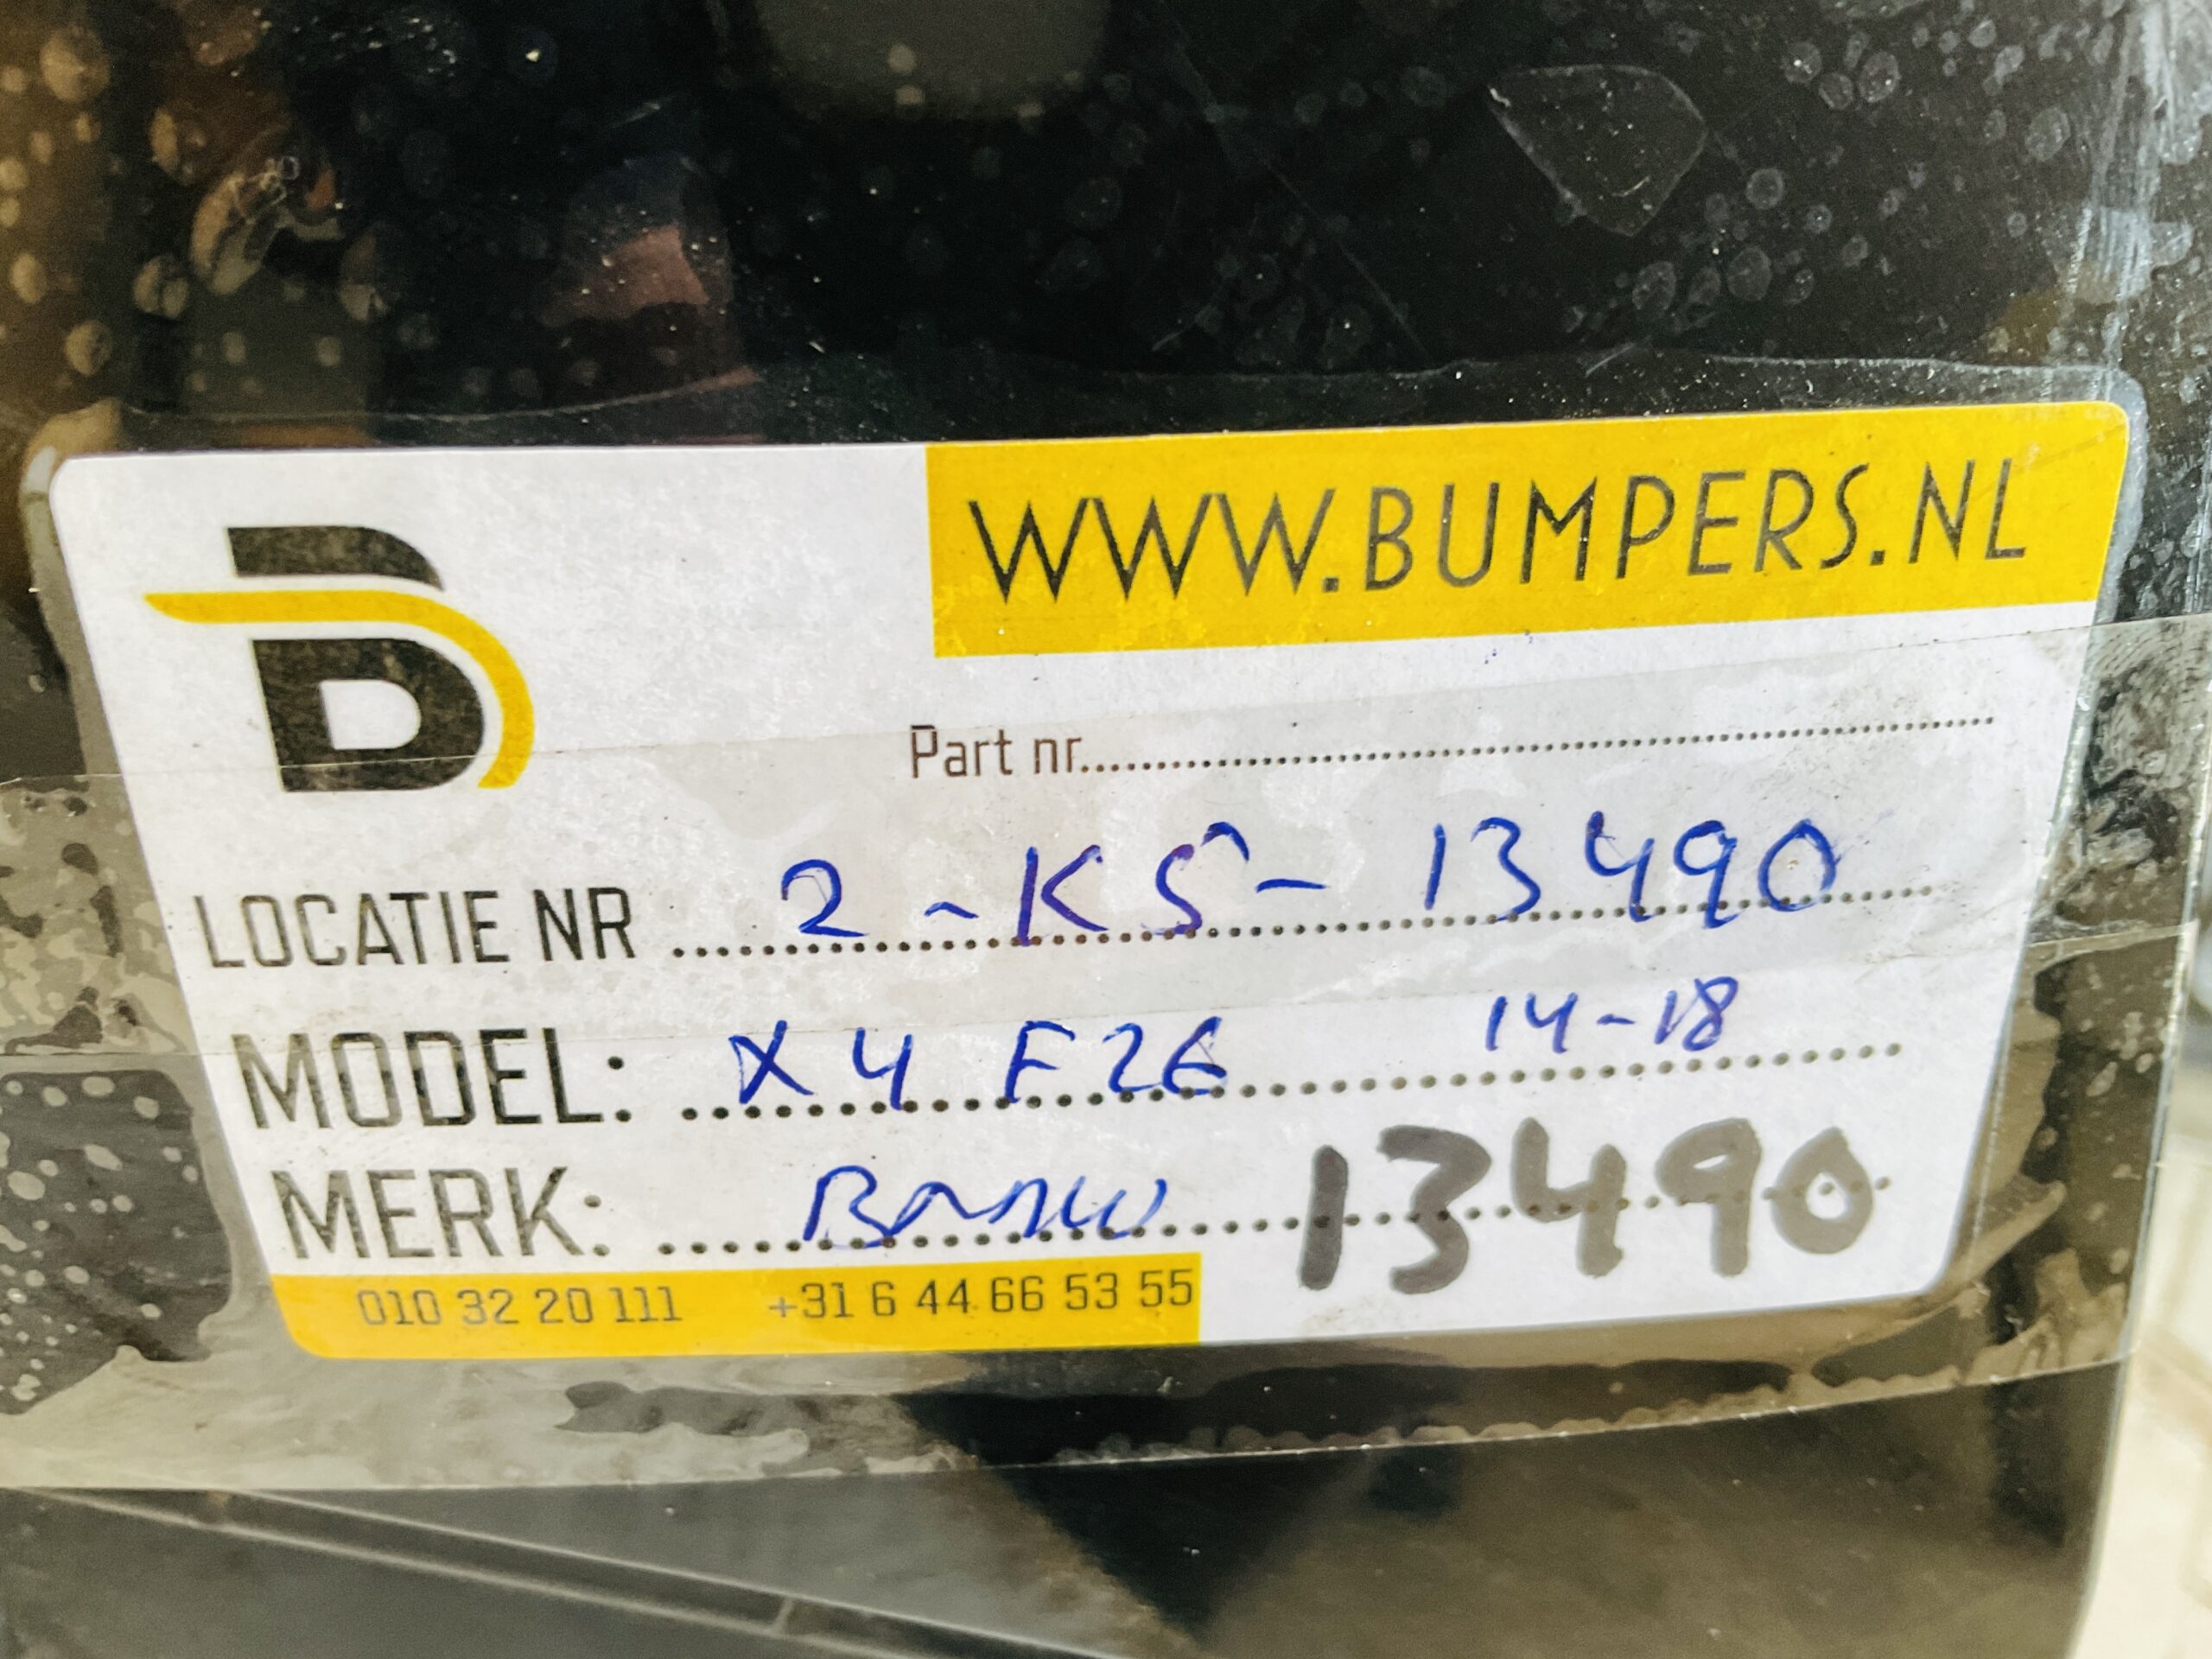 WWW.BUMPERS.NL
B
Part nr.
LOCATIE NR 2-K5-13490
MODEL: X4 F26 14-18
MERK: BMW 13490
010 32 20 111 +31 6 44 66 53 55